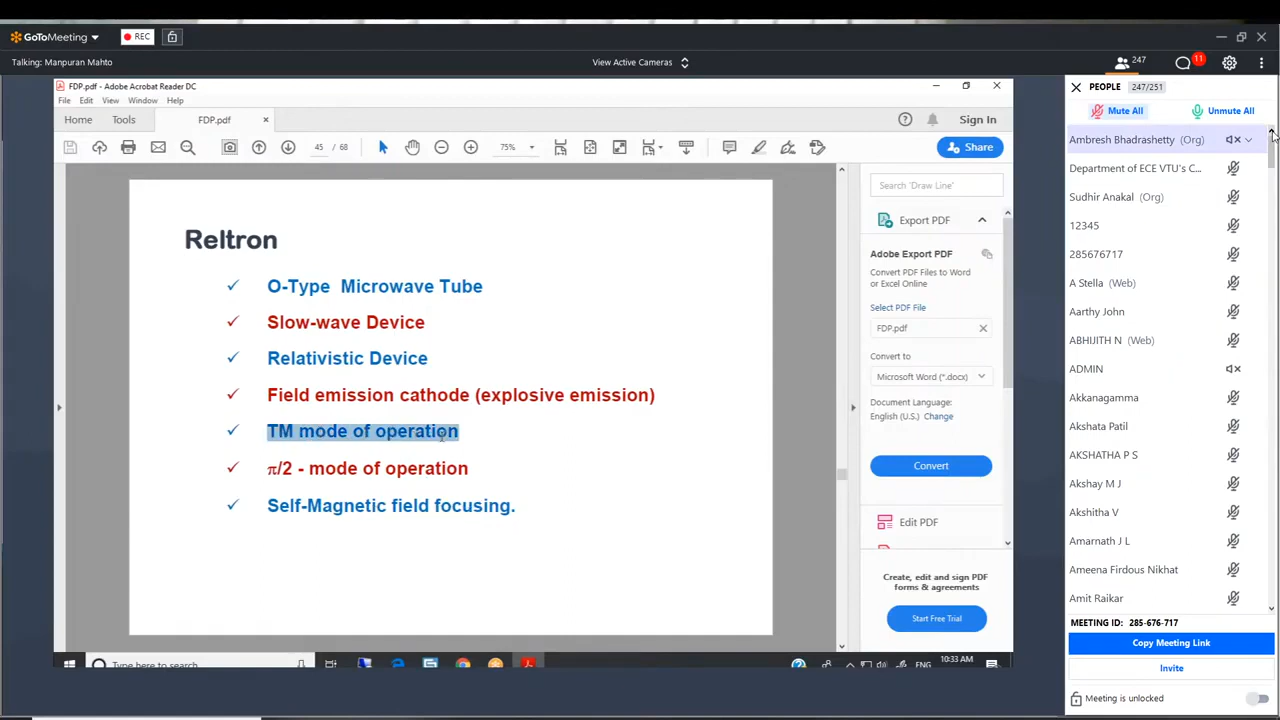 GoToMeeting
REC
Talking: Manpuran Mahto
View Active Cameras
247
11
FDP.pdf - Adobe Acrobat Reader DC
File Edit View Window Help
Home Tools FDP.pdf × Sign In
45 / 68
75%
Share
Reltron
✓ O-Type Microwave Tube
✓ Slow-wave Device
✓ Relativistic Device
✓ Field emission cathode (explosive emission)
✓ TM mode of operation
✓ π/2 - mode of operation
✓ Self-Magnetic field focusing.
Search 'Draw Line'
Export PDF
Adobe Export PDF
Convert PDF Files to Word
or Excel Online
Select PDF File
FDP.pdf
Convert to
Microsoft Word (*.docx)
Document Language:
English (U.S.) Change
Convert
Edit PDF
Create, edit and sign PDF
forms & agreements
Start Free Trial
Type here to search
ENG
10:33 AM
PEOPLE 247/251
Mute All Unmute All
Ambresh Bhadrashetty (Org)
Department of ECE VTU's C...
Sudhir Anakal (Org)
12345
285676717
A Stella (Web)
Aarthy John
ABHIJITH N (Web)
ADMIN
Akkanagamma
Akshata Patil
AKSHATHA P S
Akshay M J
Akshitha V
Amarnath J L
Ameena Firdous Nikhat
Amit Raikar
MEETING ID: 285-676-717
Copy Meeting Link
Invite
Meeting is unlocked